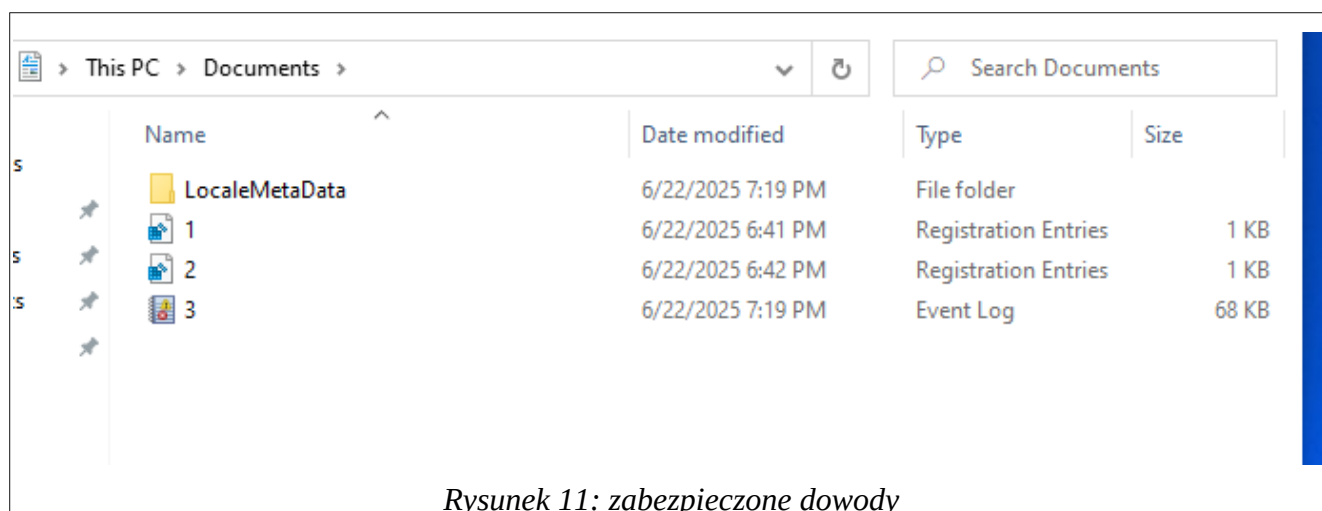 > This PC > Documents >
Search Documents
Name Date modified Type Size
s
LocaleMetaData 6/22/2025 7:19 PM File folder
1 6/22/2025 6:41 PM Registration Entries 1 KB
s
2 6/22/2025 6:42 PM Registration Entries 1 KB
:s
3 6/22/2025 7:19 PM Event Log 68 KB
Rysunek 11: zabezpieczone dowody